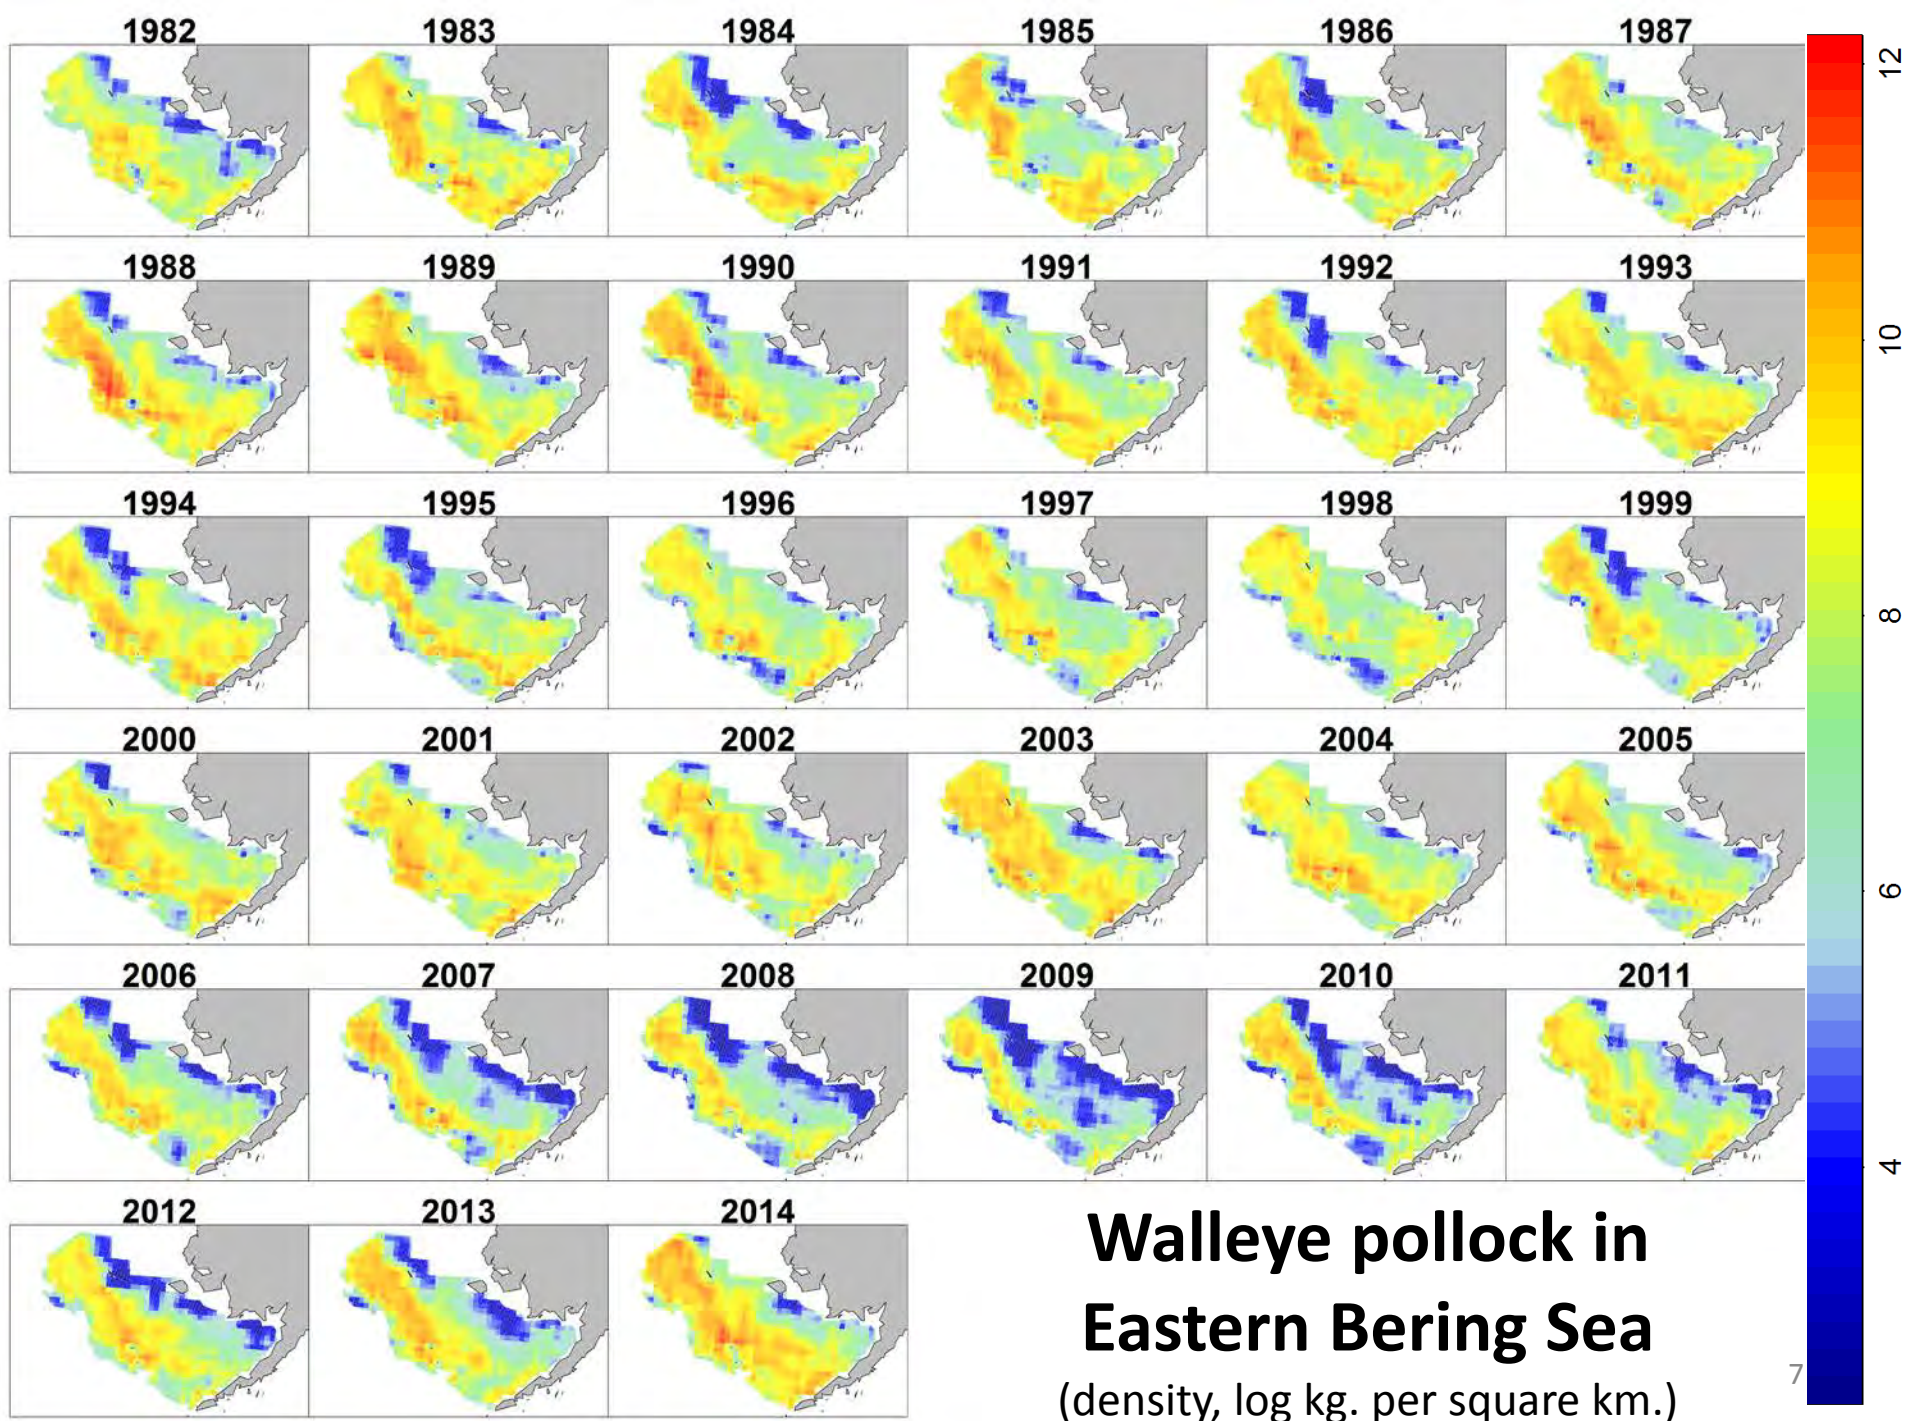 1982 1983 1984 1985 1986 1987
1988 1989 1990 1991 1992 1993
1994 1995 1996 1997 1998 1999
2000 2001 2002 2003 2004 2005
2006 2007 2008 2009 2010 2011
2012 2013 2014
12
10
8
6
4
Walleye pollock in
Eastern Bering Sea
(density, log kg. per square km.)
7